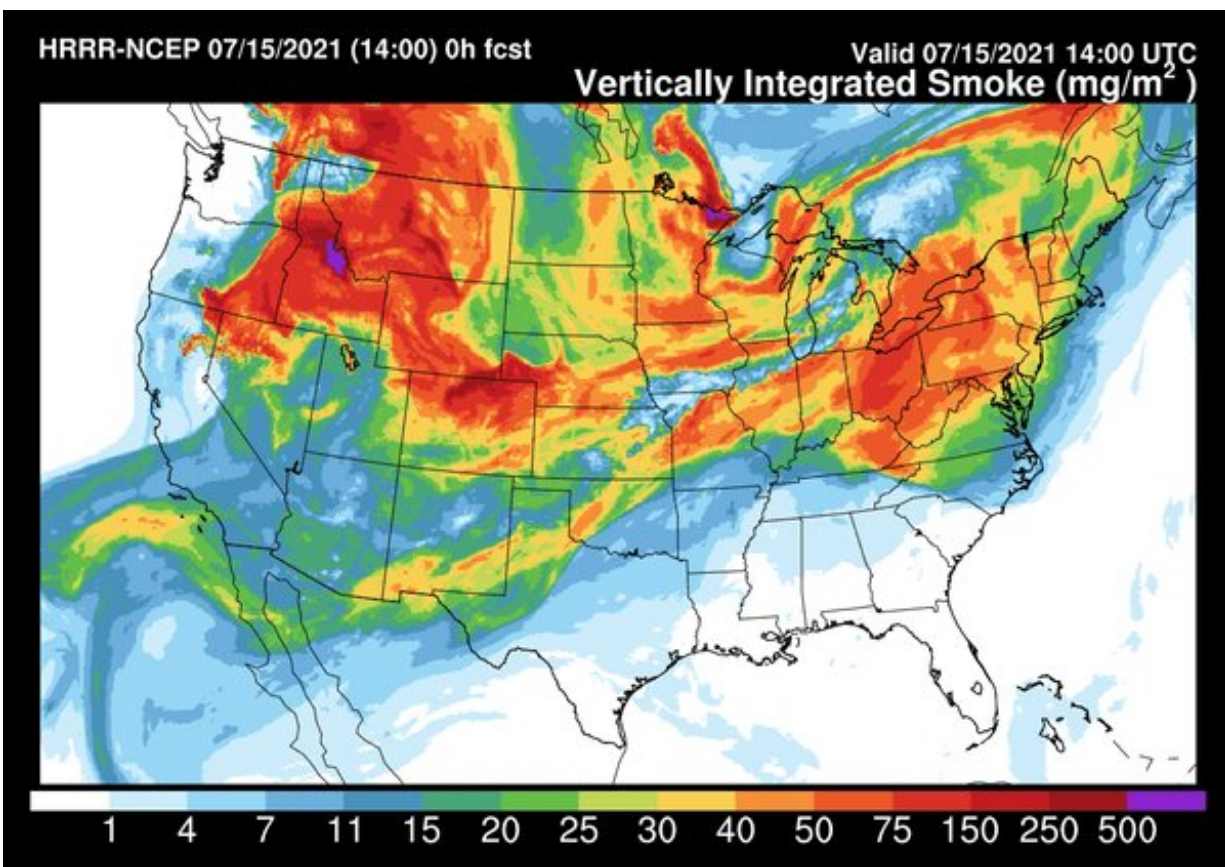 HRRR-NCEP 07/15/2021 (14:00) 0h fcst
Valid 07/15/2021 14:00 UTC
Vertically Integrated Smoke (mg/m²)
1 4 7 11 15 20 25 30 40 50 75 150 250 500